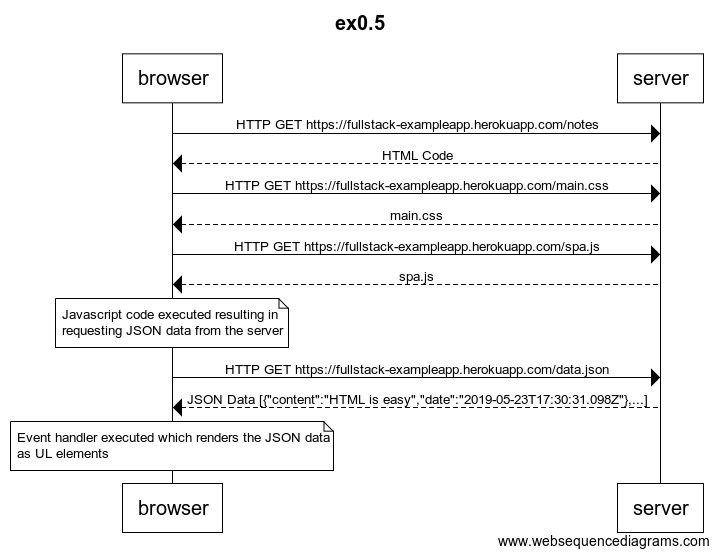 ex0.5
browser
server
HTTP GET https://fullstack-exampleapp.herokuapp.com/notes
HTML Code
HTTP GET https://fullstack-exampleapp.herokuapp.com/main.css
main.css
HTTP GET https://fullstack-exampleapp.herokuapp.com/spa.js
spa.js
Javascript code executed resulting in
requesting JSON data from the server
HTTP GET https://fullstack-exampleapp.herokuapp.com/data.json
JSON Data [{"content":"HTML is easy","date":"2019-05-23T17:30:31.098Z"},...]
Event handler executed which renders the JSON data
as UL elements
browser
server
www.websequencediagrams.com